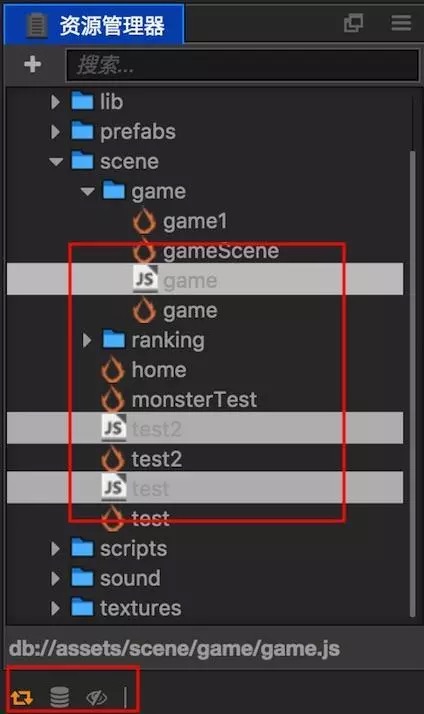 资源管理器
搜索...
lib
prefabs
scene
game
game1
gameScene
JS game
game
ranking
home
monsterTest
JS test2
test2
JS test
test
scripts
sound
textures
db://assets/scene/game/game.js